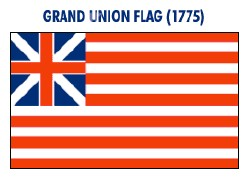 GRAND UNION FLAG (1775)